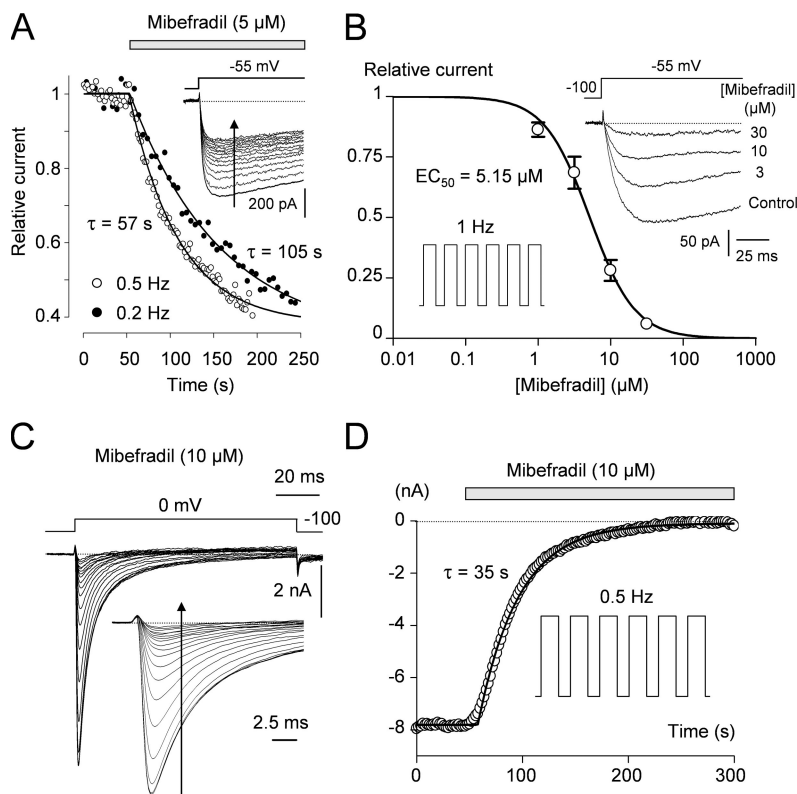 A
Mibefradil (5 µM)
-55 mV
1
0.8
0.6
0.4
Relative current
200 pA
τ = 57 s
τ = 105 s
0.5 Hz
0.2 Hz
0 50 100 150 200 250
Time (s)
B
Relative current
-55 mV
-100
[Mibefradil]
(µM)
30
10
3
Control
50 pA
25 ms
1
0.75
0.5
0.25
0
EC50 = 5.15 µM
1 Hz
0.01 0.1 1 10 100 1000
[Mibefradil] (µM)
C
Mibefradil (10 µM)
20 ms
0 mV
-100
2 nA
2.5 ms
D
Mibefradil (10 µM)
(nA)
0
-2
-4
-6
-8
τ = 35 s
0.5 Hz
Time (s)
0 100 200 300